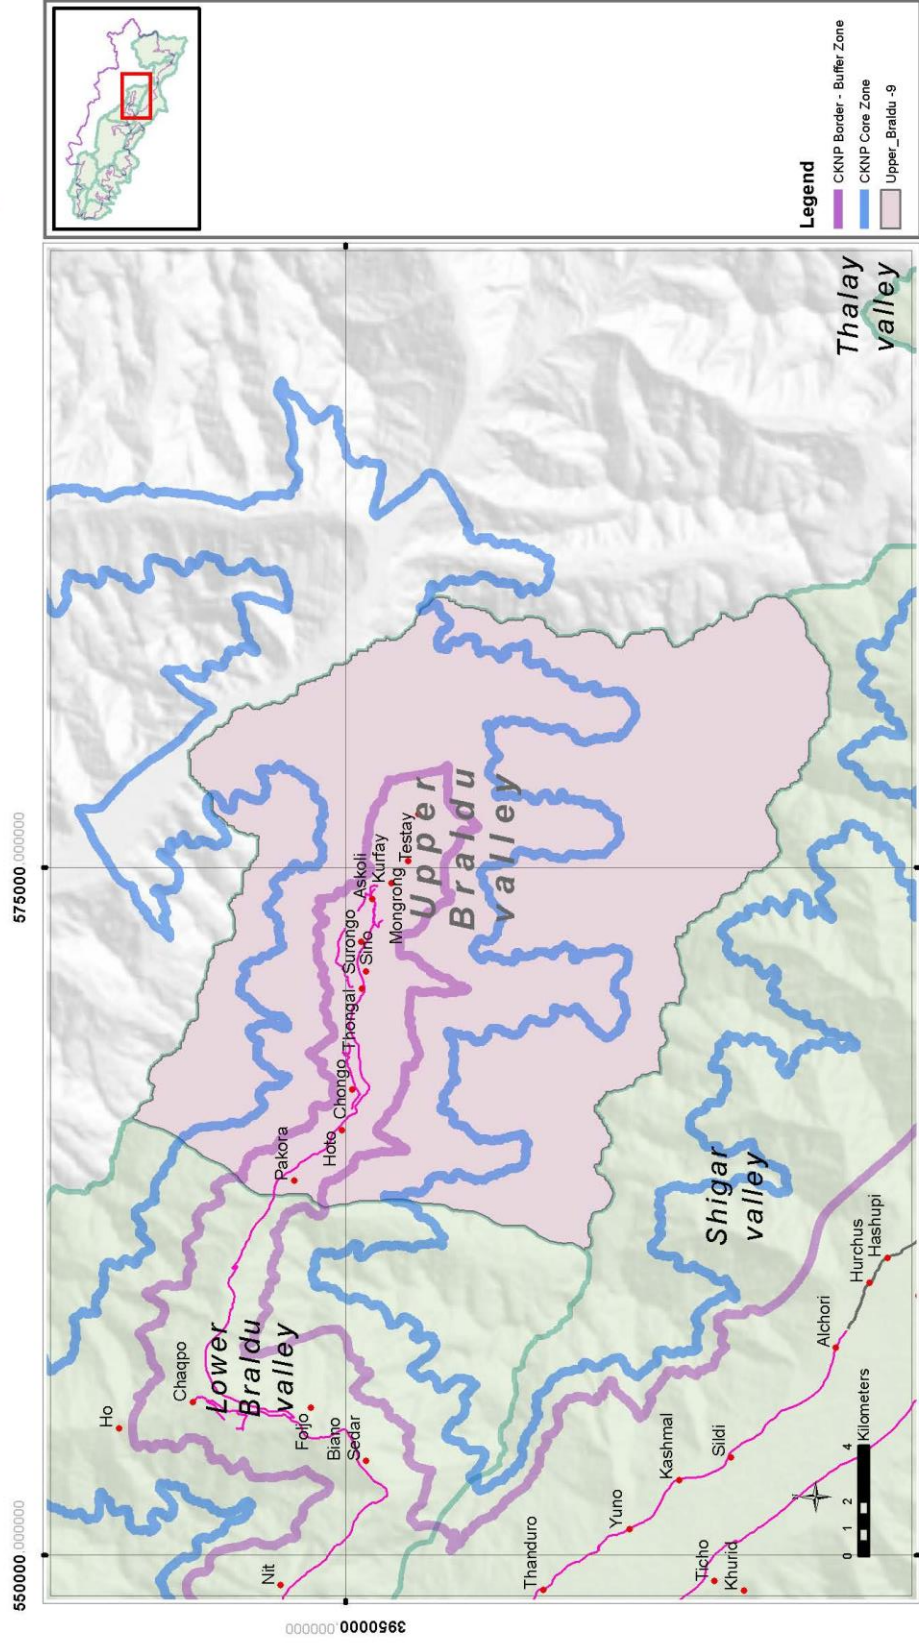 550000.000000
575000.000000
3950000.000000
Ho
Nit
Chaqpo
Lower
Braldu
valley
Foljo
Biano
Sedar
Pakora
Hoto
Chongo
Thongal
Surongo
Sino
Askoli
Kurfay
Mongrong
Testay
Upper
Braldu
valley
Thanduro
Yuno
Kashmal
Sildi
Ticho
Khurid
Shigar
valley
Alchori
Hurchus
Hashupi
Thalay
valley
0 1 2 4
Kilometers
Legend
CKNP Border - Buffer Zone
CKNP Core Zone
Upper_Braldu -9